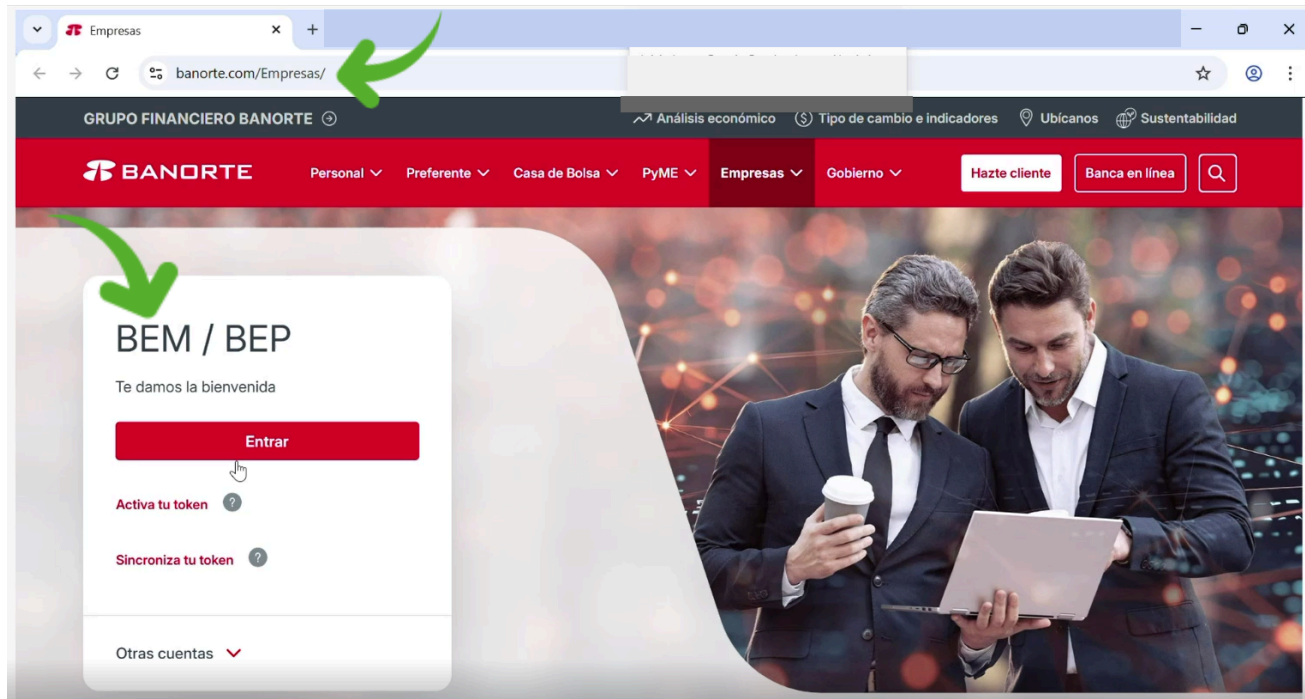 Empresas
banorte.com/Empresas/
GRUPO FINANCIERO BANORTE
Análisis económico
Tipo de cambio e indicadores
Ubícanos
Sustentabilidad
BANORTE
Personal
Preferente
Casa de Bolsa
PyME
Empresas
Gobierno
Hazte cliente
Banca en línea
BEM / BEP
Te damos la bienvenida
Entrar
Activa tu token ?
Sincroniza tu token ?
Otras cuentas